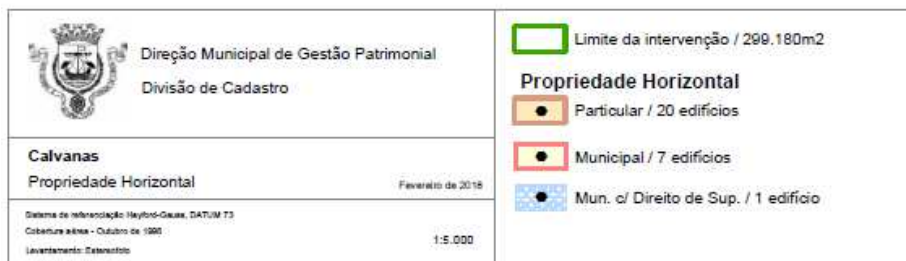 Direção Municipal de Gestão Patrimonial
Divisão de Cadastro
Calvanas
Propriedade Horizontal
Fevereiro de 2018
Sistema de referenciação: Hayford-Gauss, DATUM 73
Cobertura aérea - Outubro de 1998
Levantamento: Estereofoto
1:5.000
Limite da intervenção / 299.180m2
Propriedade Horizontal
Particular / 20 edifícios
Municipal / 7 edifícios
Mun. c/ Direito de Sup. / 1 edifício